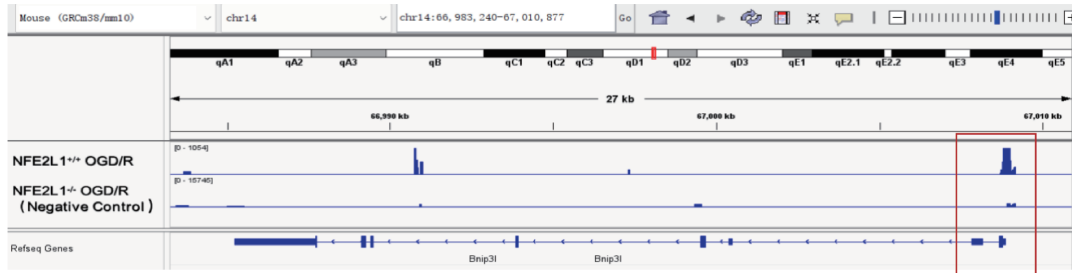 Mouse (GRCm38/mm10) chr14 chr14:66,983,240-67,010,877 Go
qA1 qA2 qA3 qB qC1 qC2 qC3 qD1 qD2 qD3 qE1 qE2.1 qE2.2 qE3 qE4 qE5
27 kb
66,990 kb 67,000 kb 67,010 kb
[0 - 1054]
NFE2L1+/+ OGD/R
[0 - 15745]
NFE2L1-/- OGD/R
(Negative Control)
Refseq Genes
Bnip3l Bnip3l